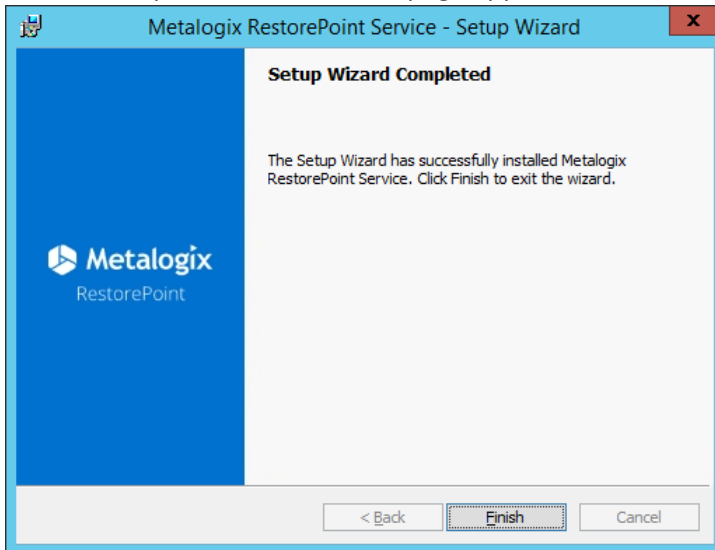 Metalogix RestorePoint Service - Setup Wizard
x
Setup Wizard Completed
The Setup Wizard has successfully installed Metalogix
RestorePoint Service. Click Finish to exit the wizard.
Metalogix
RestorePoint
< Back Finish Cancel